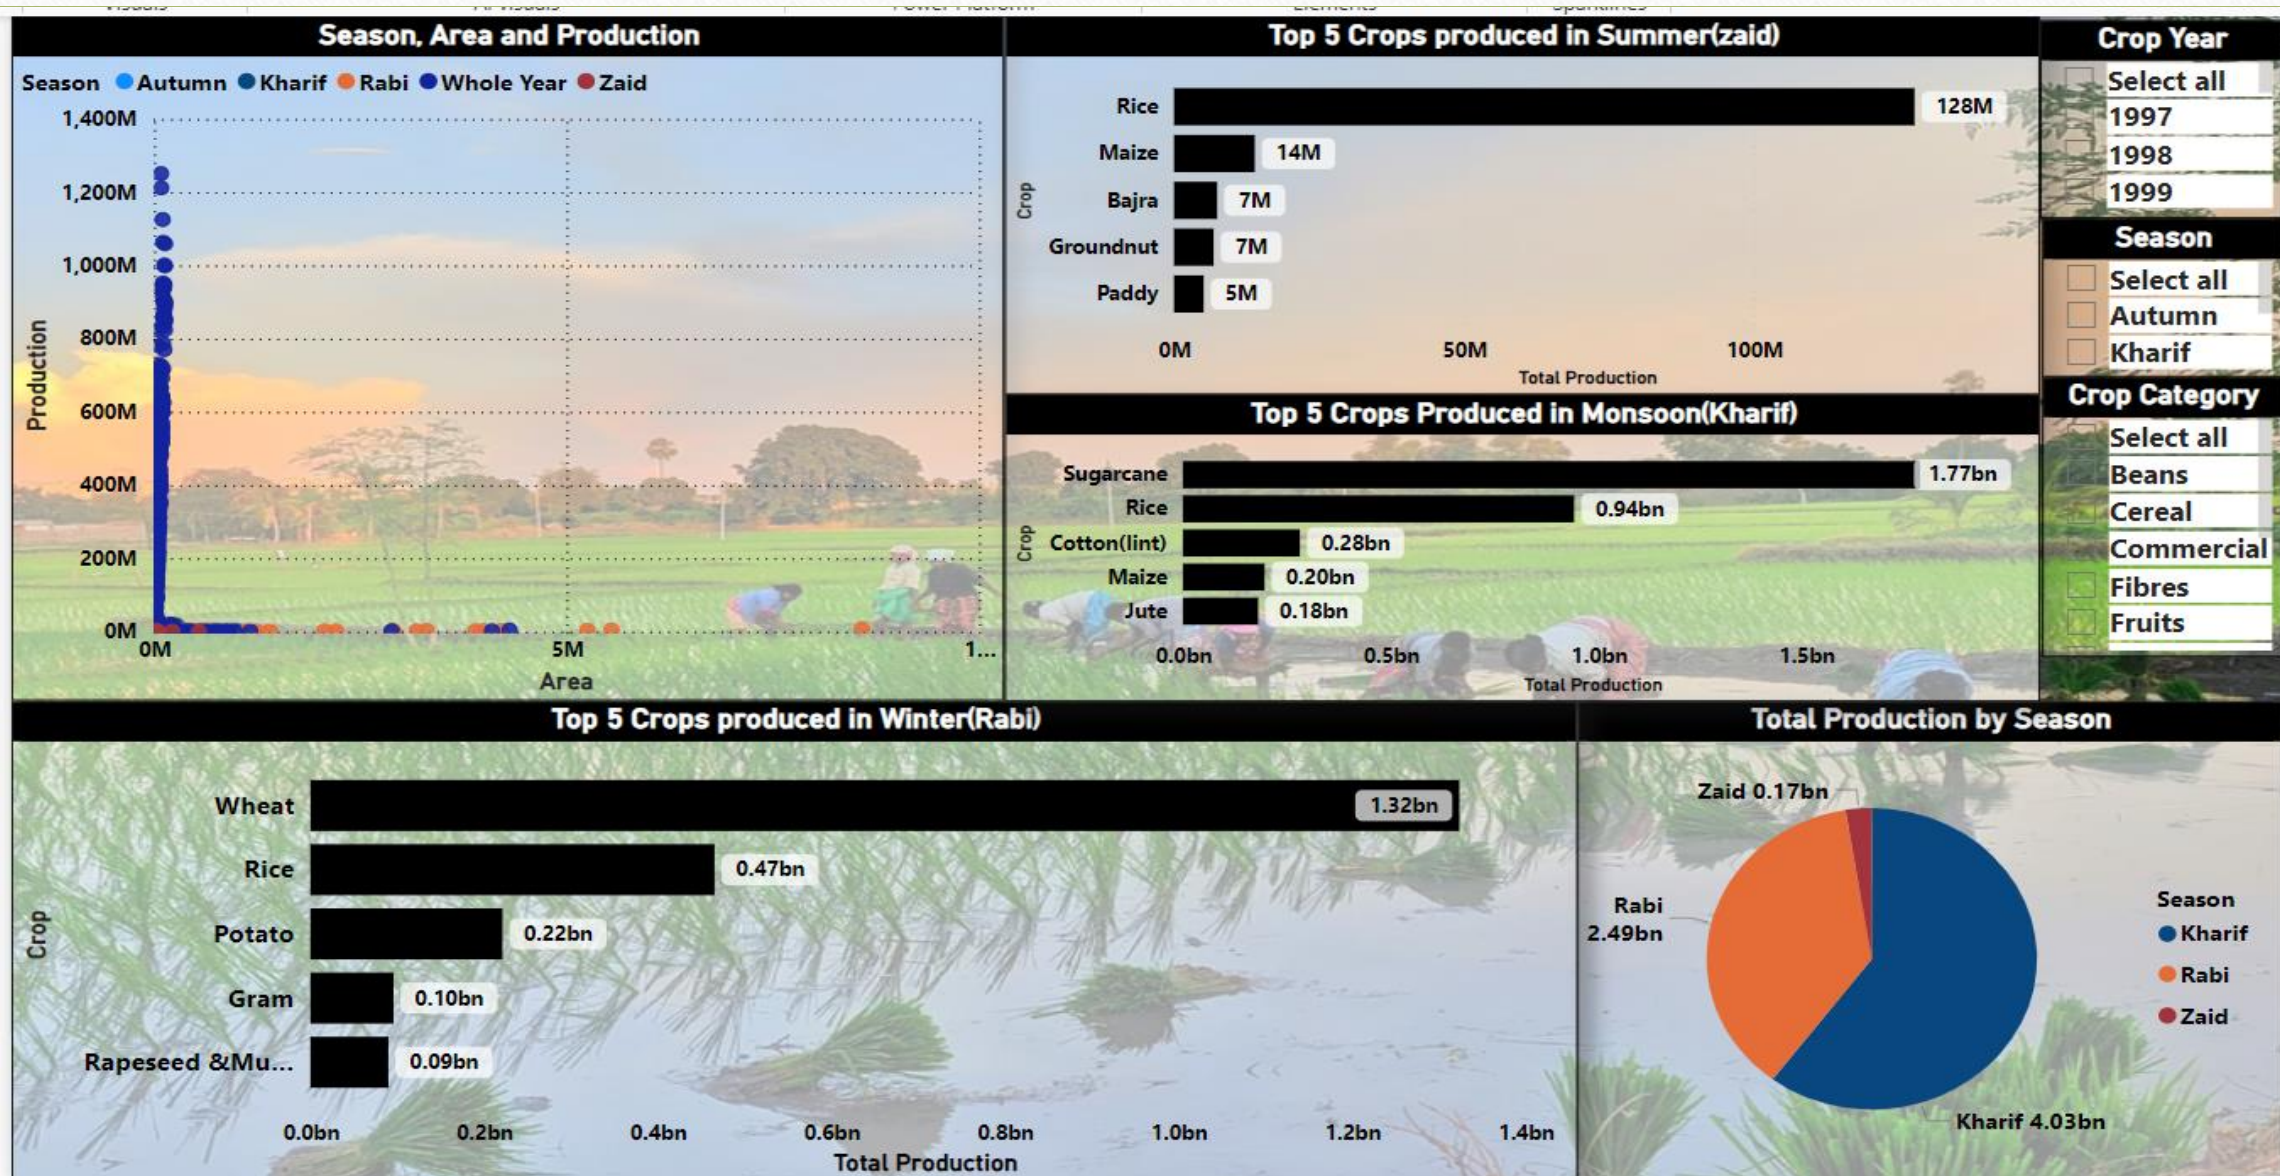 Season, Area and Production
Season Autumn Kharif Rabi Whole Year Zaid
1,400M
1,200M
1,000M
800M
600M
400M
200M
0M
Production
0M 5M 1...
Area
Top 5 Crops produced in Summer(zaid)
Crop
Rice 128M
Maize 14M
Bajra 7M
Groundnut 7M
Paddy 5M
0M 50M 100M
Total Production
Top 5 Crops Produced in Monsoon(Kharif)
Crop
Sugarcane 1.77bn
Rice 0.94bn
Cotton(lint) 0.28bn
Maize 0.20bn
Jute 0.18bn
0.0bn 0.5bn 1.0bn 1.5bn
Total Production
Crop Year
Select all
1997
1998
1999
Season
Select all
Autumn
Kharif
Crop Category
Select all
Beans
Cereal
Commercial
Fibres
Fruits
Top 5 Crops produced in Winter(Rabi)
Crop
Wheat 1.32bn
Rice 0.47bn
Potato 0.22bn
Gram 0.10bn
Rapeseed &Mu... 0.09bn
0.0bn 0.2bn 0.4bn 0.6bn 0.8bn 1.0bn 1.2bn 1.4bn
Total Production
Total Production by Season
Zaid 0.17bn
Rabi
2.49bn
Kharif 4.03bn
Season
Kharif
Rabi
Zaid